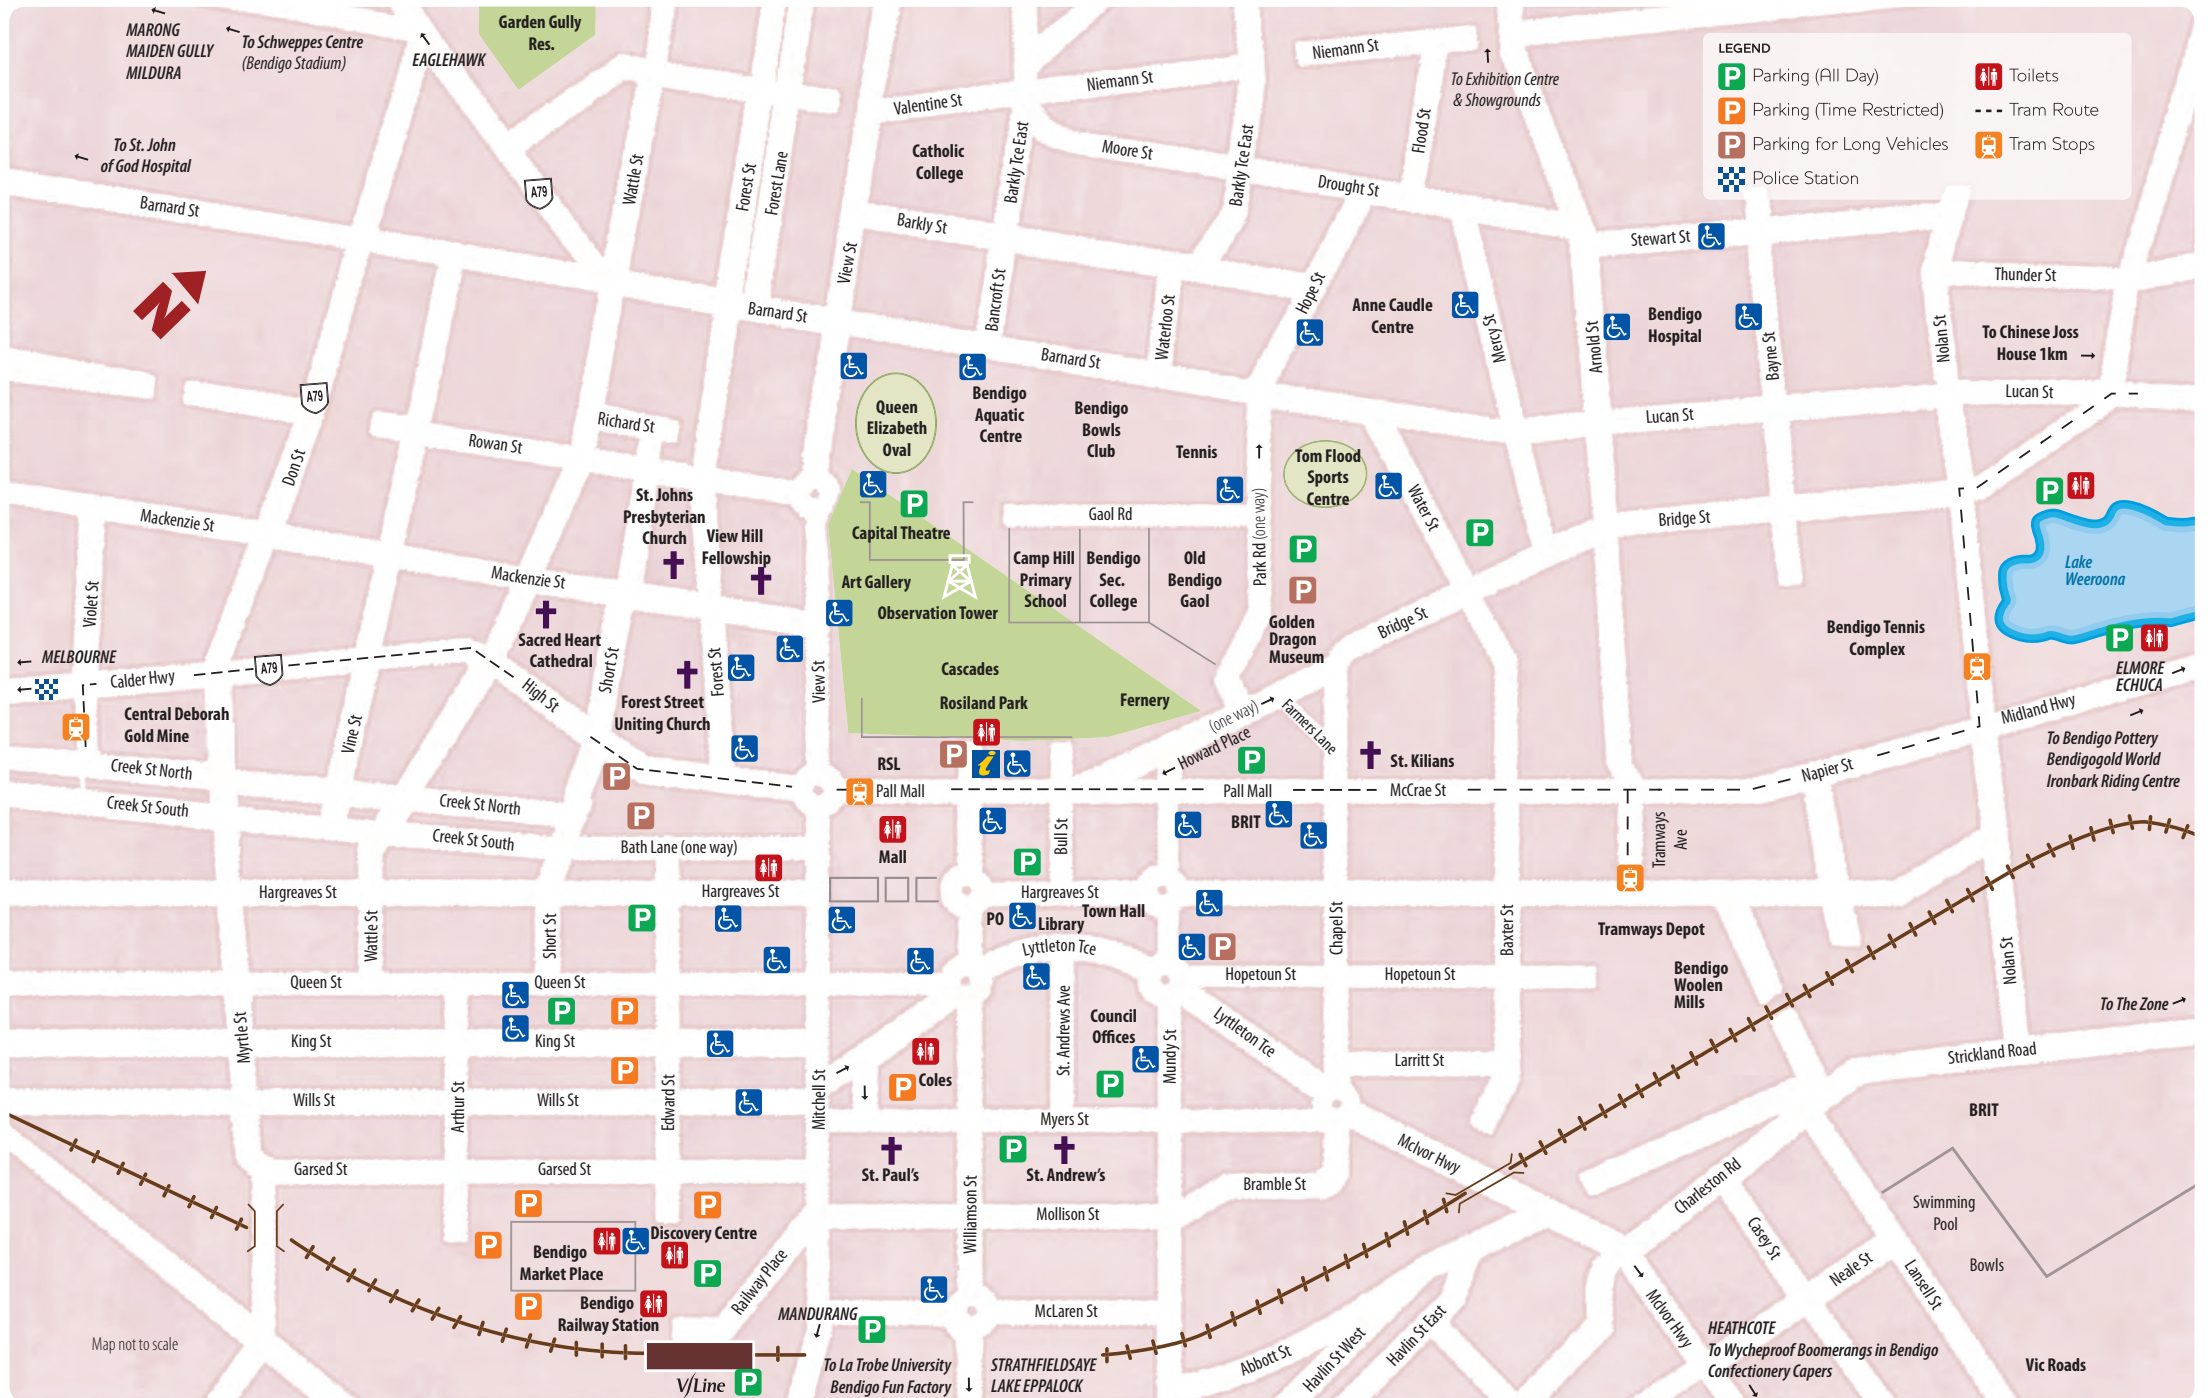 Garden Gully
Res.
MARONG
MAIDEN GULLY
MILDURA
To Schweppes Centre
(Bendigo Stadium)
EAGLEHAWK
To St. John
of God Hospital
LEGEND
P Parking (All Day)
P Parking (Time Restricted)
P Parking for Long Vehicles
Police Station
Toilets
Tram Route
Tram Stops
Niemann St
Niemann St
To Exhibition Centre
& Showgrounds
Valentine St
Catholic
College
Barkly Tce East
Moore St
Barkly Tce East
Flood St
Drought St
Wattle St
Forest St
Forest Lane
A79
Barnard St
Barkly St
View St
Stewart St
Thunder St
N
Bancroft St
Waterloo St
Hope St
Anne Caudle
Centre
Mercy St
Arnold St
Bendigo
Hospital
Bayne St
Nolan St
To Chinese Joss
House 1km
Barnard St
Barnard St
Lucan St
Lucan St
A79
Queen
Elizabeth
Oval
Bendigo
Aquatic
Centre
Bendigo
Bowls
Club
Tennis
Tom Flood
Sports
Centre
Richard St
Rowan St
Don St
Water St
P
P
P
Bridge St
Mackenzie St
St. Johns
Presbyterian
Church
View Hill
Fellowship
Capital Theatre
Gaol Rd
Park Rd (one way)
Art Gallery
Observation Tower
Camp Hill
Primary
School
Bendigo
Sec.
College
Old
Bendigo
Gaol
P
P
Golden
Dragon
Museum
Bridge St
Lake
Weeroona
Mackenzie St
Violet St
Sacred Heart
Cathedral
Short St
Forest St
View St
Cascades
Rosiland Park
Fernery
Bendigo Tennis
Complex
P
ELMORE
ECHUCA
MELBOURNE
Calder Hwy
A79
High St
Forest Street
Uniting Church
Central Deborah
Gold Mine
Vine St
(one way)
Howard Place
Farmers Lane
Midland Hwy
To Bendigo Pottery
Bendigogold World
Ironbark Riding Centre
Creek St North
Creek St South
Creek St North
Creek St South
P
P
RSL
P
i
P
St. Kilians
Pall Mall
Pall Mall
McCrae St
Napier St
Bath Lane (one way)
Mall
Bull St
BRIT
Tramways
Ave
P
Hargreaves St
Hargreaves St
Hargreaves St
PO
Library
Town Hall
Lyttleton Tce
Wattle St
Short St
P
P
Chapel St
Baxter St
Tramways Depot
Bendigo
Woolen
Mills
Nolan St
To The Zone
Queen St
Queen St
Hopetoun St
Hopetoun St
P
P
Myrtle St
King St
King St
St. Andrews Ave
Council
Offices
Mundy St
Lyttleton Tce
Larritt St
Strickland Road
P
P
Coles
P
Wills St
Arthur St
Wills St
Edward St
Mitchell St
Myers St
BRIT
Garsed St
Garsed St
St. Paul's
P
St. Andrew's
McIvor Hwy
Bramble St
Charleston Rd
Swimming
Pool
Bowls
P
P
P
P
P
Discovery Centre
Bendigo
Market Place
Williamson St
Mollison St
Casey St
Neale St
Lansell St
Bendigo
Railway Station
Railway Place
MANDURANG
P
McLaren St
McIvor Hwy
Abbott St
Havlin St West
Havlin St East
Map not to scale
V/Line
P
To La Trobe University
Bendigo Fun Factory
STRATHFIELDSAYE
LAKE EPPALOCK
HEATHCOTE
To Wycheproof Boomerangs in Bendigo
Confectionery Capers
Vic Roads